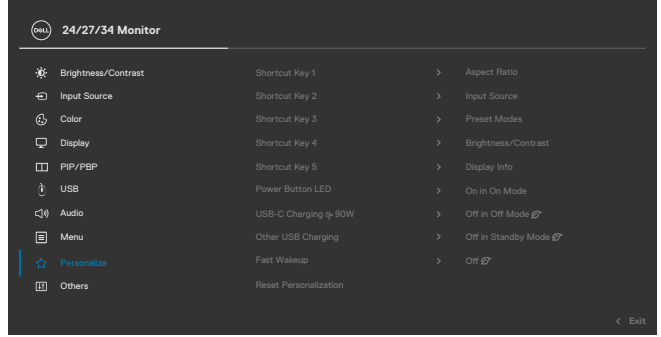 DELL 24/27/34 Monitor
Brightness/Contrast Shortcut Key 1 > Aspect Ratio
Input Source Shortcut Key 2 > Input Source
Color Shortcut Key 3 > Preset Modes
Display Shortcut Key 4 > Brightness/Contrast
PIP/PBP Shortcut Key 5 > Display Info
USB Power Button LED > On in On Mode
Audio USB-C Charging 90W > Off in Off Mode
Menu Other USB Charging > Off in Standby Mode
Personalize Fast Wakeup > Off
Others Reset Personalization
< Exit